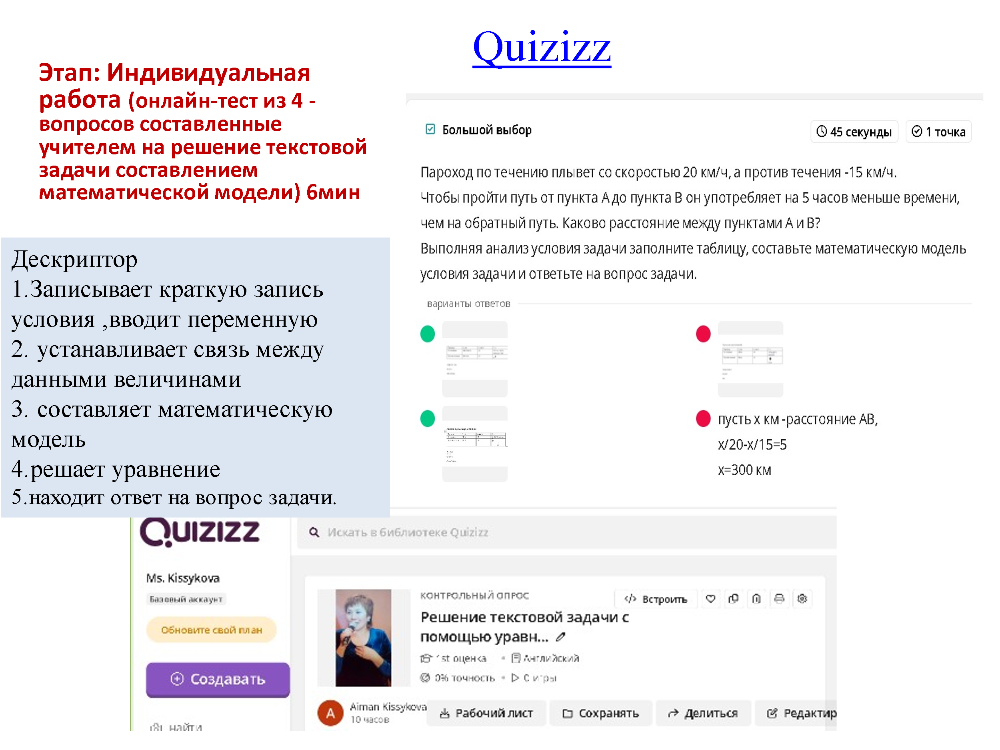 Quizizz
Этап: Индивидуальная
работа (онлайн-тест из 4 -
вопросов составленные
учителем на решение текстовой
задачи составлением
математической модели) 6мин
Дескриптор
1.Записывает краткую запись
условия ,вводит переменную
2. устанавливает связь между
данными величинами
3. составляет математическую
модель
4.решает уравнение
5.находит ответ на вопрос задачи.
Большой выбор
45 секунды
1 точка
Пароход по течению плывет со скоростью 20 км/ч, а против течения -15 км/ч.
Чтобы пройти путь от пункта А до пункта В он употребляет на 5 часов меньше времени,
чем на обратный путь. Каково расстояние между пунктами А и В?
Выполняя анализ условия задачи заполните таблицу, составьте математическую модель
условия задачи и ответьте на вопрос задачи.
варианты ответов
пусть х км -расстояние АВ,
х/20-х/15=5
х=300 км
QUIZIZZ
Искать в библиотеке Quizizz
Ms. Kissykova
Базовый аккаунт
Обновите свой план
Создавать
найти
КОНТРОЛЬНЫЙ ОПРОС
Встроить
Решение текстовой задачи с
помощью уравн...
1st оценка • Английский
0% точность • 0 игры
A
Aiman Kissykova
10 часов
Рабочий лист
Сохранять
Делиться
Редактир